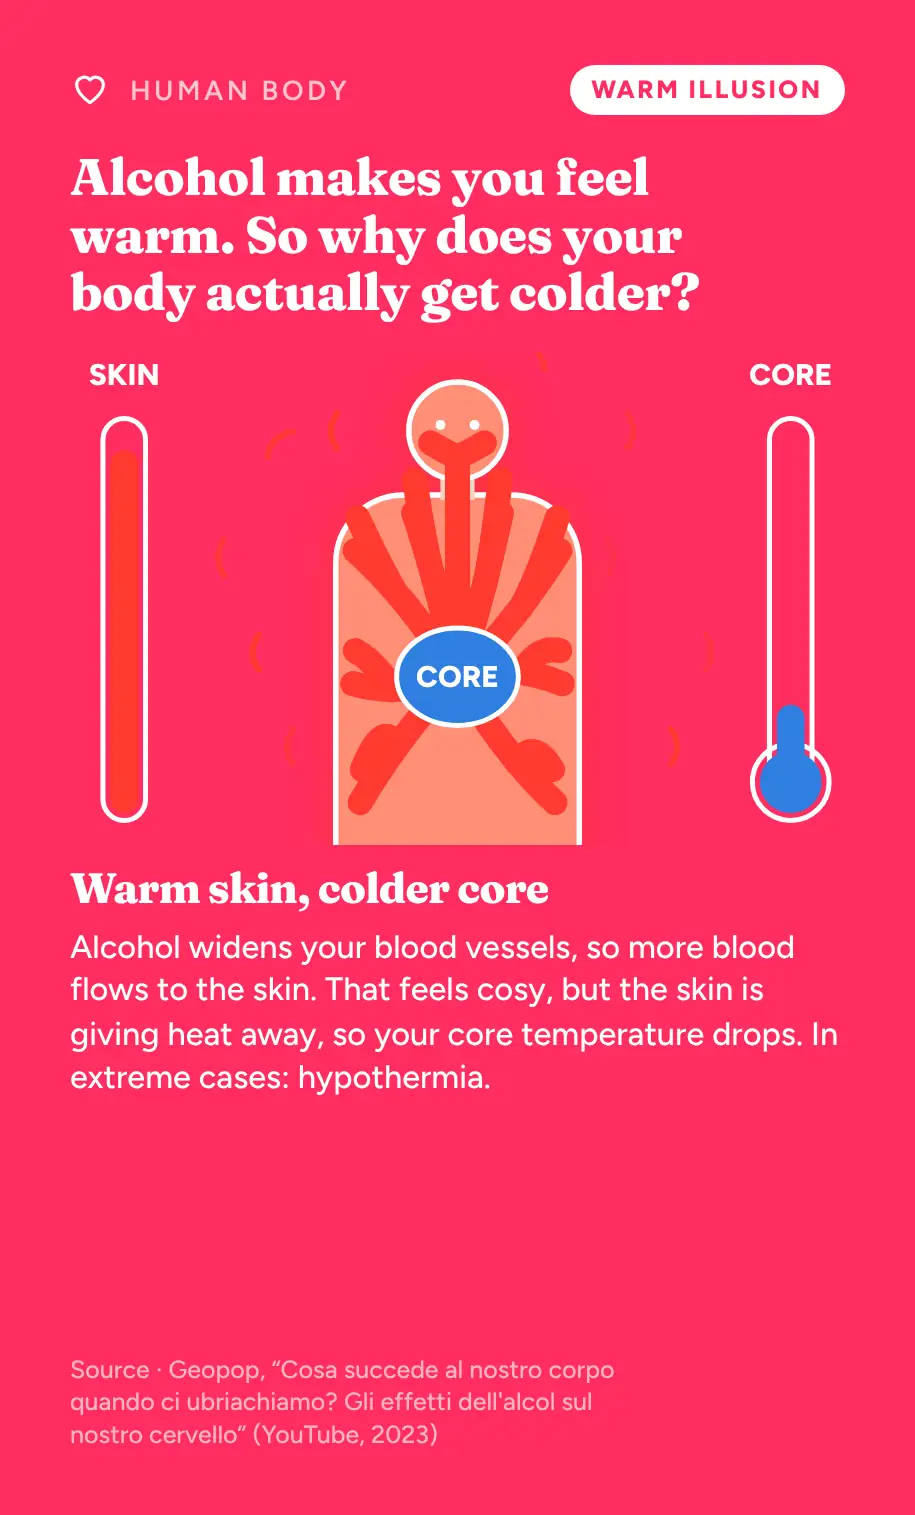 HUMAN BODY
WARM ILLUSION
Alcohol makes you feel
warm. So why does your
body actually get colder?
SKIN
CORE
CORE
Warm skin, colder core
Alcohol widens your blood vessels, so more blood
flows to the skin. That feels cosy, but the skin is
giving heat away, so your core temperature drops. In
extreme cases: hypothermia.
Source · Geopop, “Cosa succede al nostro corpo
quando ci ubriachiamo? Gli effetti dell'alcol sul
nostro cervello” (YouTube, 2023)